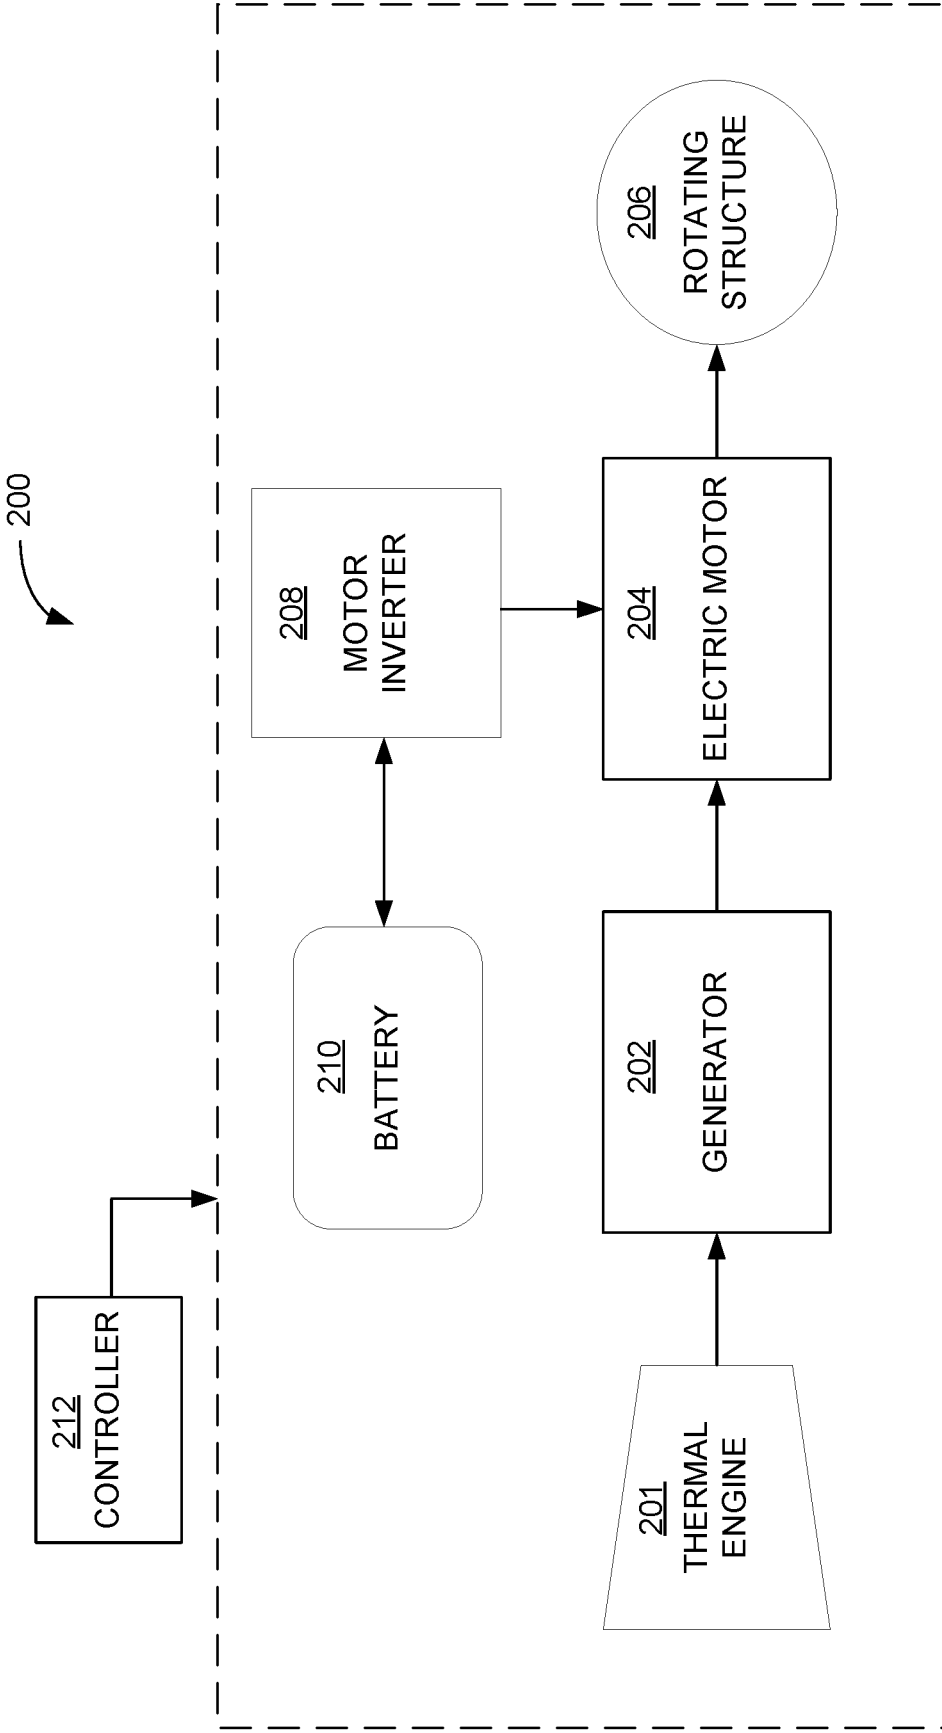 200
212
CONTROLLER
210
BATTERY
208
MOTOR
INVERTER
201
THERMAL
ENGINE
202
GENERATOR
204
ELECTRIC MOTOR
206
ROTATING
STRUCTURE